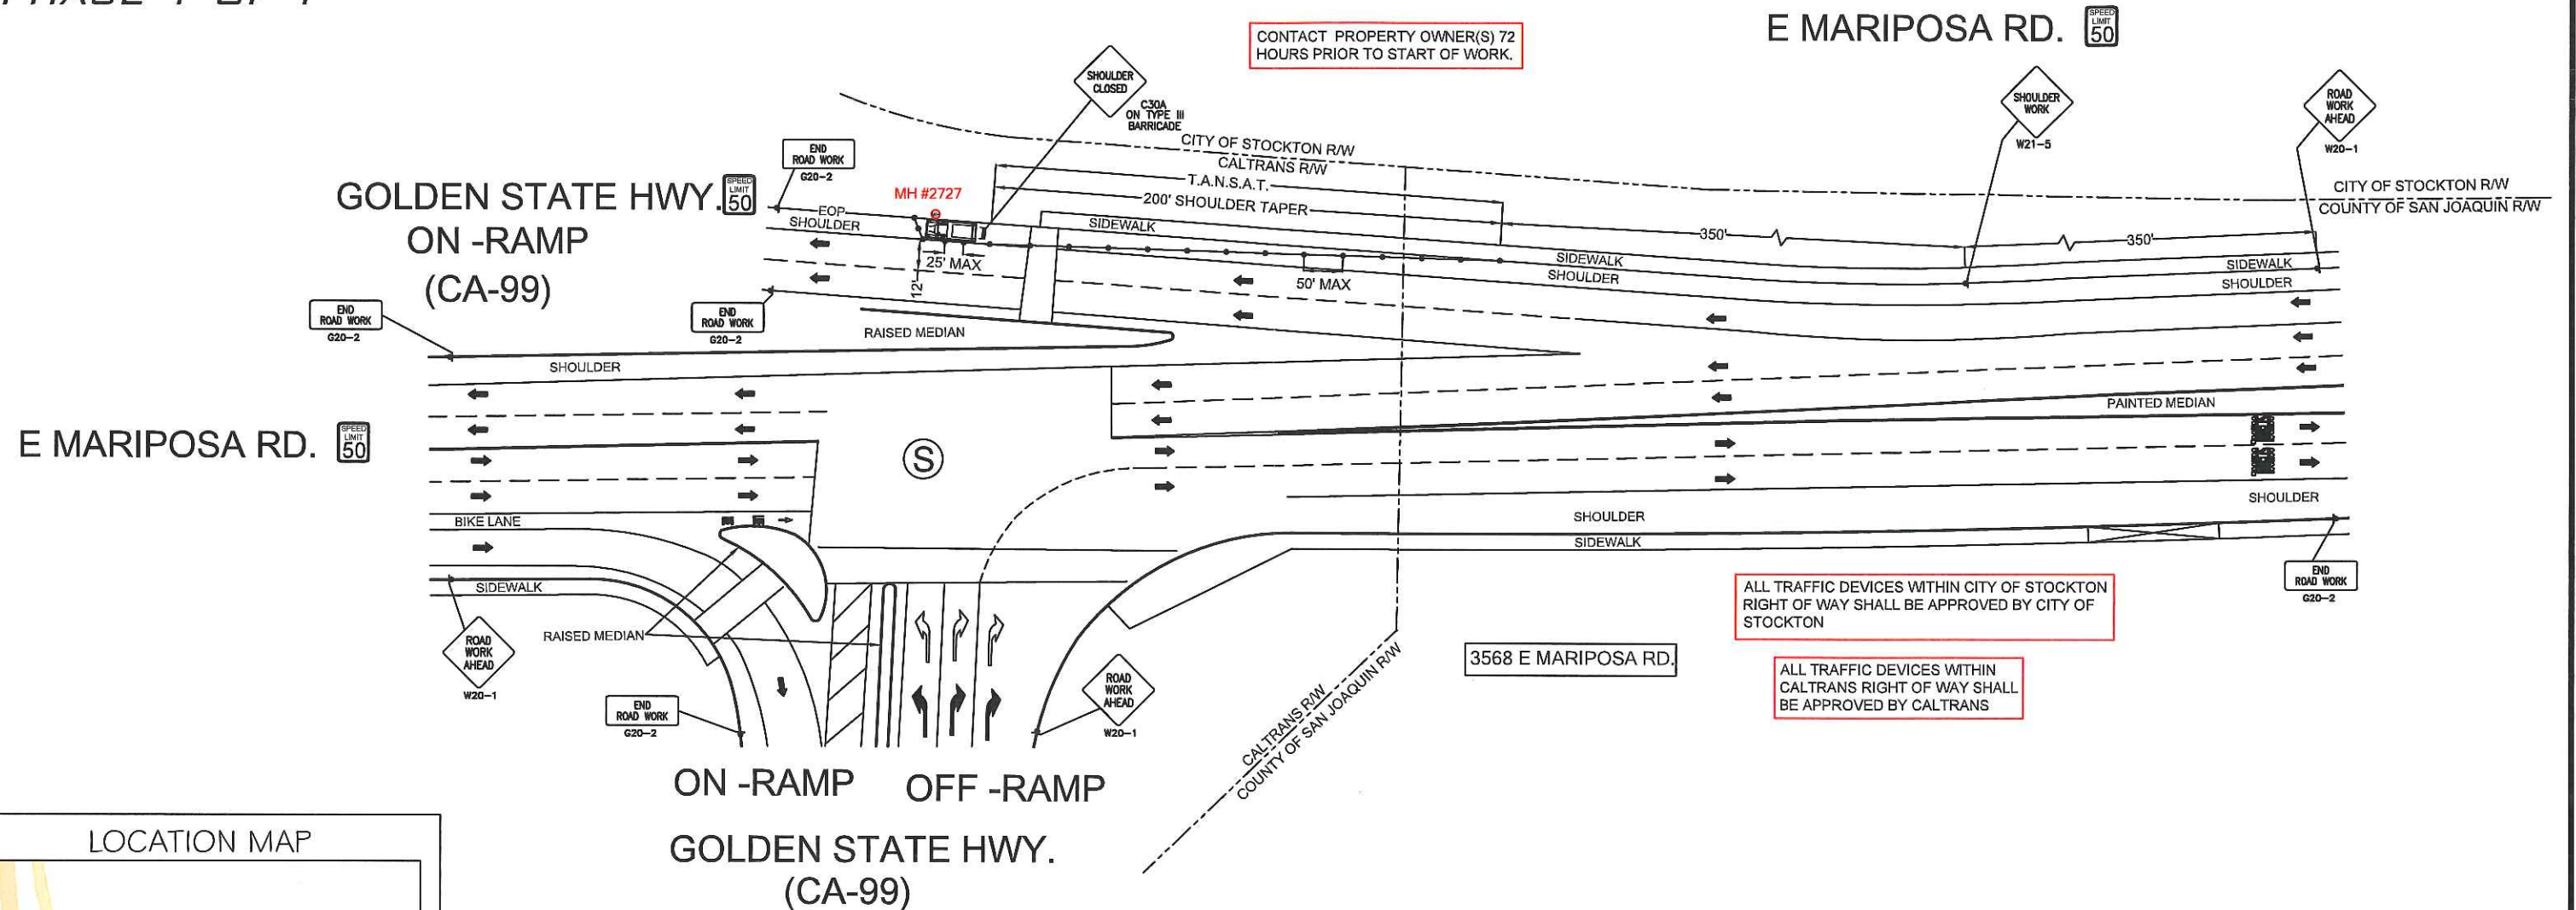 E MARIPOSA RD.
SPEED
LIMIT
50
CONTACT PROPERTY OWNER(S) 72
HOURS PRIOR TO START OF WORK.
SHOULDER
CLOSED
C30A
ON TYPE III
BARRICADE
SHOULDER
WORK
W21-5
ROAD
WORK
AHEAD
W20-1
CITY OF STOCKTON R/W
CALTRANS R/W
T.A.N.S.A.T.
200' SHOULDER TAPER
END
ROAD WORK
G20-2
GOLDEN STATE HWY.
SPEED
LIMIT
50
ON -RAMP
(CA-99)
MH #2727
EOP
SHOULDER
SIDEWALK
25' MAX
12'
50' MAX
350'
350'
SIDEWALK
SHOULDER
CITY OF STOCKTON R/W
COUNTY OF SAN JOAQUIN R/W
SIDEWALK
SHOULDER
END
ROAD WORK
G20-2
END
ROAD WORK
G20-2
RAISED MEDIAN
SHOULDER
PAINTED MEDIAN
E MARIPOSA RD.
SPEED
LIMIT
50
S
BIKE LANE
SHOULDER
SHOULDER
SIDEWALK
SIDEWALK
RAISED MEDIAN
ROAD
WORK
AHEAD
W20-1
END
ROAD WORK
G20-2
ROAD
WORK
AHEAD
W20-1
END
ROAD WORK
G20-2
ALL TRAFFIC DEVICES WITHIN CITY OF STOCKTON
RIGHT OF WAY SHALL BE APPROVED BY CITY OF
STOCKTON
3568 E MARIPOSA RD.
ALL TRAFFIC DEVICES WITHIN
CALTRANS RIGHT OF WAY SHALL
BE APPROVED BY CALTRANS
CALTRANS R/W
COUNTY OF SAN JOAQUIN R/W
ON -RAMP
OFF -RAMP
GOLDEN STATE HWY.
(CA-99)
LOCATION MAP